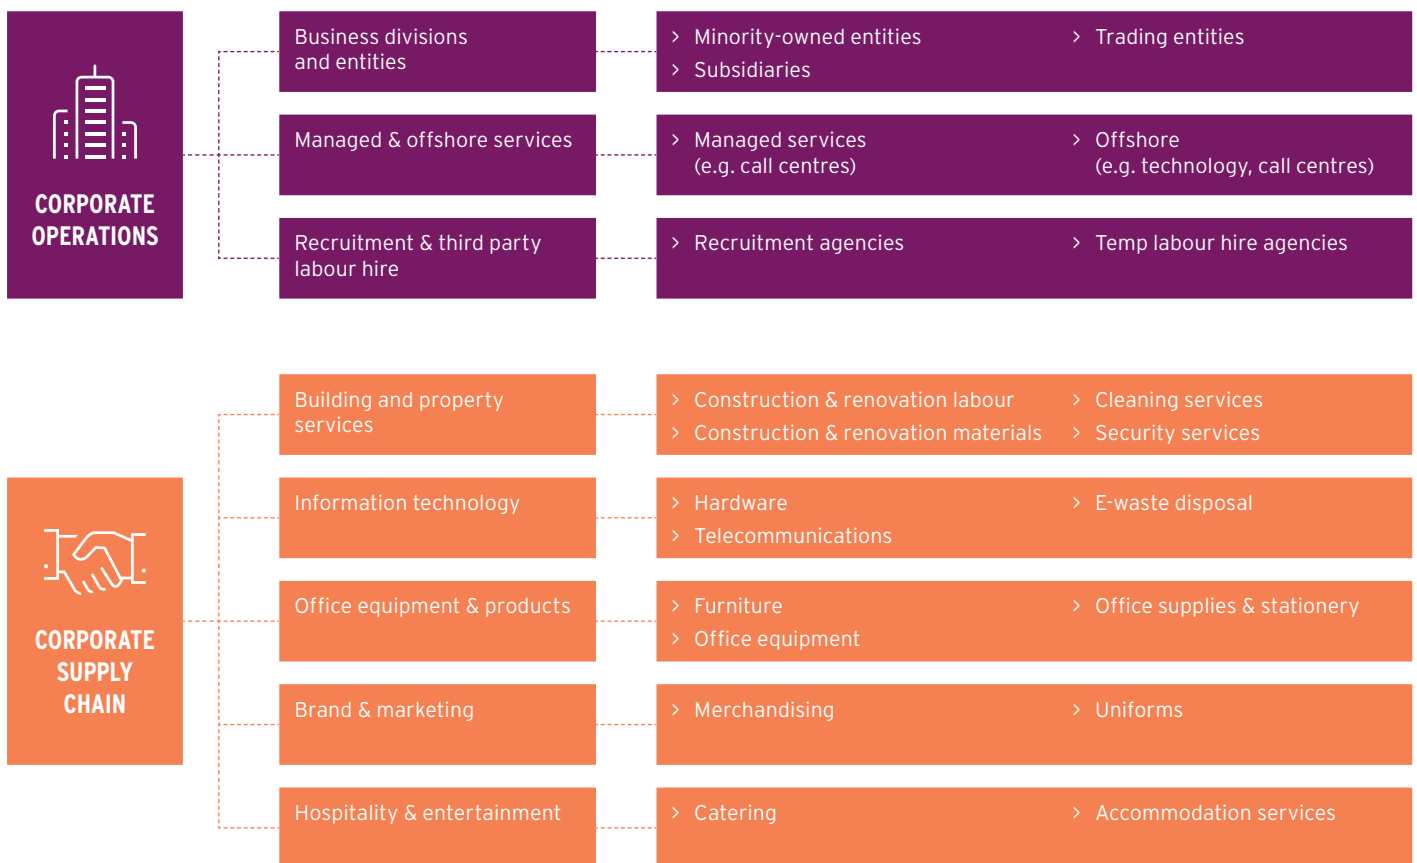 CORPORATE
OPERATIONS
Business divisions
and entities
> Minority-owned entities
> Subsidiaries
> Trading entities
Managed & offshore services
> Managed services
(e.g. call centres)
> Offshore
(e.g. technology, call centres)
Recruitment & third party
labour hire
> Recruitment agencies
> Temp labour hire agencies
CORPORATE
SUPPLY
CHAIN
Building and property
services
> Construction & renovation labour
> Construction & renovation materials
> Cleaning services
> Security services
Information technology
> Hardware
> Telecommunications
> E-waste disposal
Office equipment & products
> Furniture
> Office equipment
> Office supplies & stationery
Brand & marketing
> Merchandising
> Uniforms
Hospitality & entertainment
> Catering
> Accommodation services